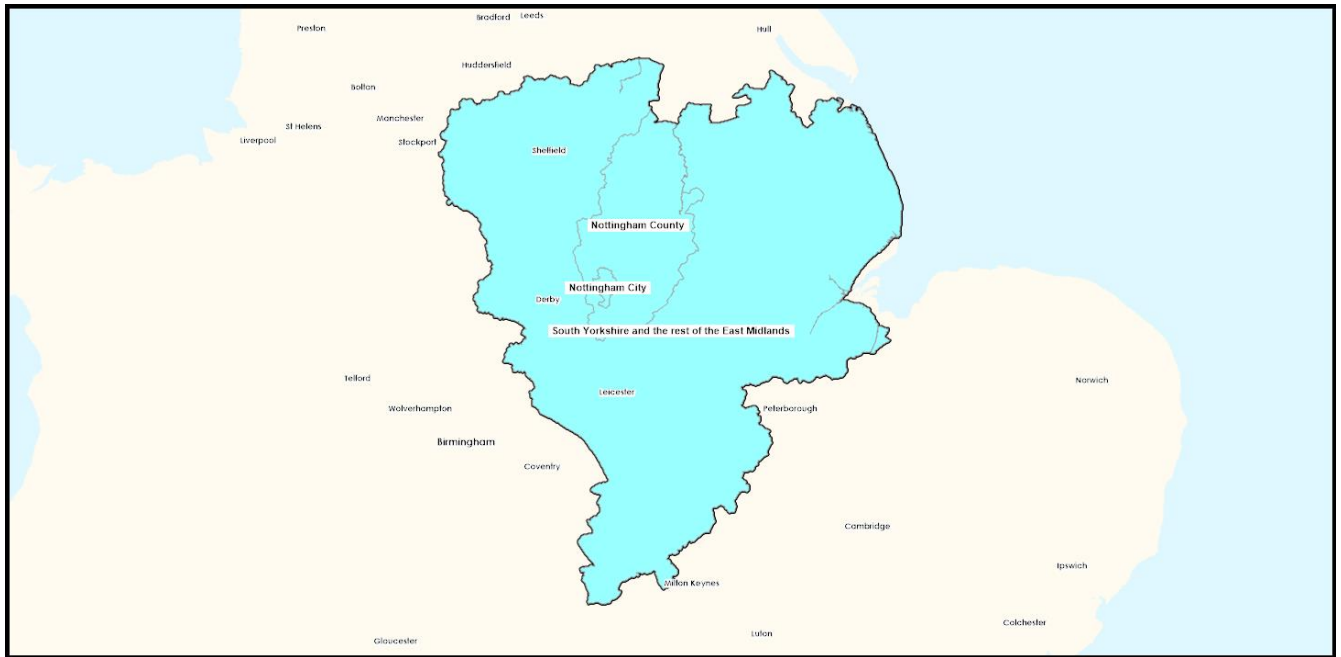 Bradford
Leeds
Preston
Hull
Huddersfield
Bolton
Manchester
St Helens
Liverpool
Stockport
Sheffield
Nottingham County
Nottingham City
Derby
South Yorkshire and the rest of the East Midlands
Telford
Norwich
Leicester
Wolverhampton
Peterborough
Birmingham
Coventry
Cambridge
Ipswich
Milton Keynes
Colchester
Luton
Gloucester